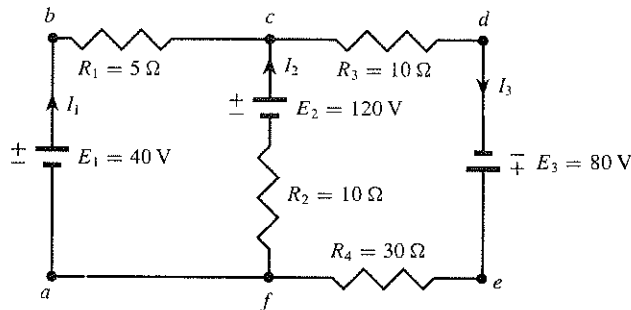 b c d
R₁ = 5 Ω I₂ R₃ = 10 Ω
I₁ ± E₂ = 120 V I₃
± E₁ = 40 V ∓ E₃ = 80 V
R₂ = 10 Ω
R₄ = 30 Ω
a f e